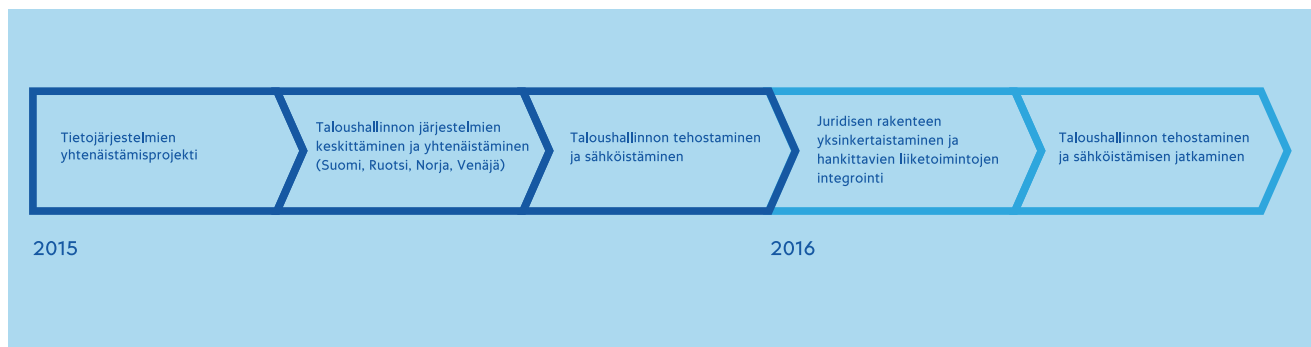 Tietojärjestelmien
yhtenäistämisprojekti
Taloushallinnon järjestelmien
keskittäminen ja yhtenäistäminen
(Suomi, Ruotsi, Norja, Venäjä)
Taloushallinnon tehostaminen
ja sähköistäminen
Juridisen rakenteen
yksinkertaistaminen ja
hankittavien liiketoimintojen
integrointi
Taloushallinnon tehostaminen
ja sähköistämisen jatkaminen
2015
2016